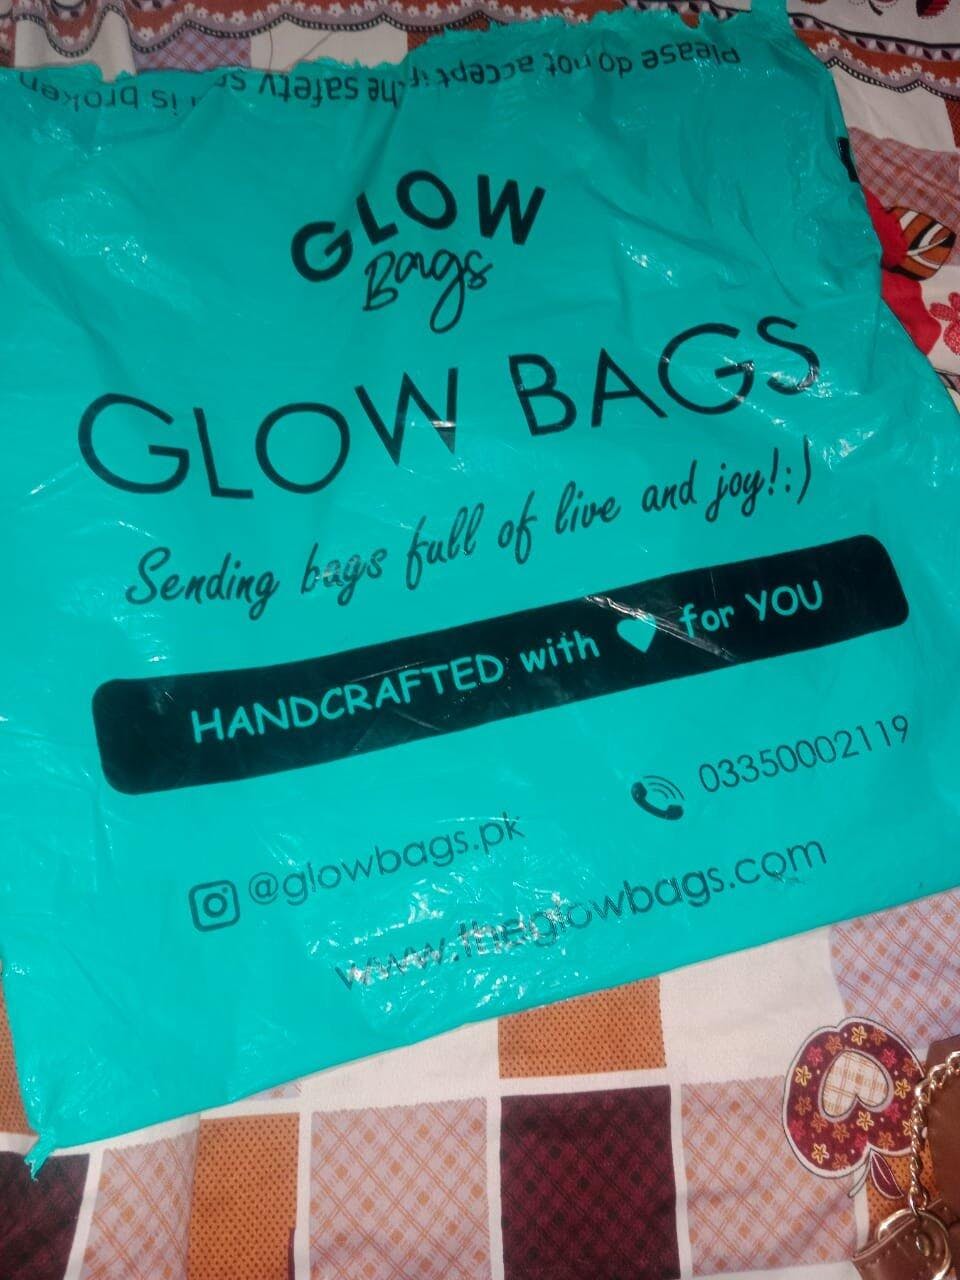 Please do not accept if the safety is broken
GLOW
Bags
GLOW BAGS
Sending bags full of live and joy!:)
HANDCRAFTED with for YOU
03350002119
@glowbags.pk
www.theglowbags.com